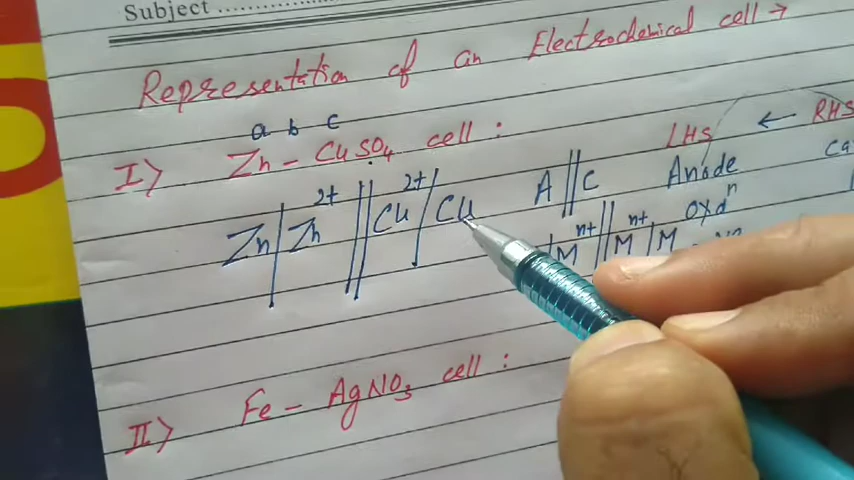 Subject
Representation of an Electrochemical cell →
a b c
I> Zn - CuSO₄ cell :
LHS ← RHS
Zn | Zn²⁺ || Cu²⁺ | Cu
A || C
Anode
oxdⁿ
| Mⁿ⁺ || Mⁿ⁺ | M
II> Fe - AgNO₃ cell :